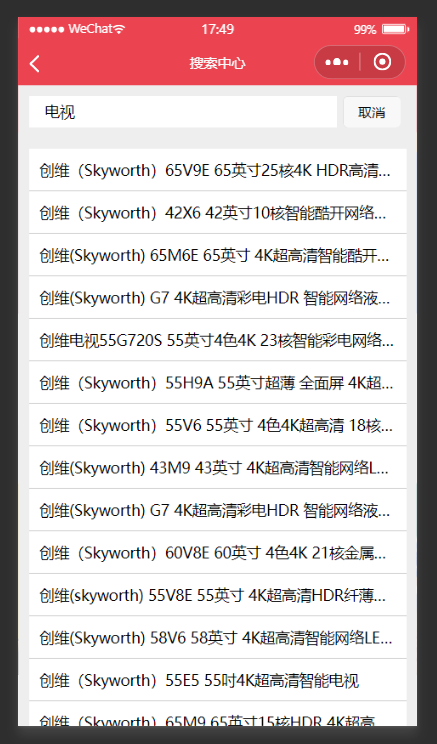 WeChat 17:49 99%
搜索中心
电视 取消
创维（Skyworth）65V9E 65英寸25核4K HDR高清...
创维（Skyworth）42X6 42英寸10核智能酷开网络...
创维(Skyworth) 65M6E 65英寸 4K超高清智能酷开...
创维(Skyworth) G7 4K超高清彩电HDR 智能网络液...
创维电视55G720S 55英寸4色4K 23核智能彩电网络...
创维（Skyworth）55H9A 55英寸超薄 全面屏 4K超...
创维（Skyworth）55V6 55英寸 4色4K超高清 18核...
创维(Skyworth) 43M9 43英寸 4K超高清智能网络L...
创维(Skyworth) G7 4K超高清彩电HDR 智能网络液...
创维（Skyworth）60V8E 60英寸 4色4K 21核金属...
创维(skyworth) 55V8E 55英寸 4K超高清HDR纤薄...
创维(Skyworth) 58V6 58英寸 4K超高清智能网络LE...
创维（Skyworth）55E5 55吋4K超高清智能电视
创维（Skyworth）65M9 65英寸15核HDR 4K超高...